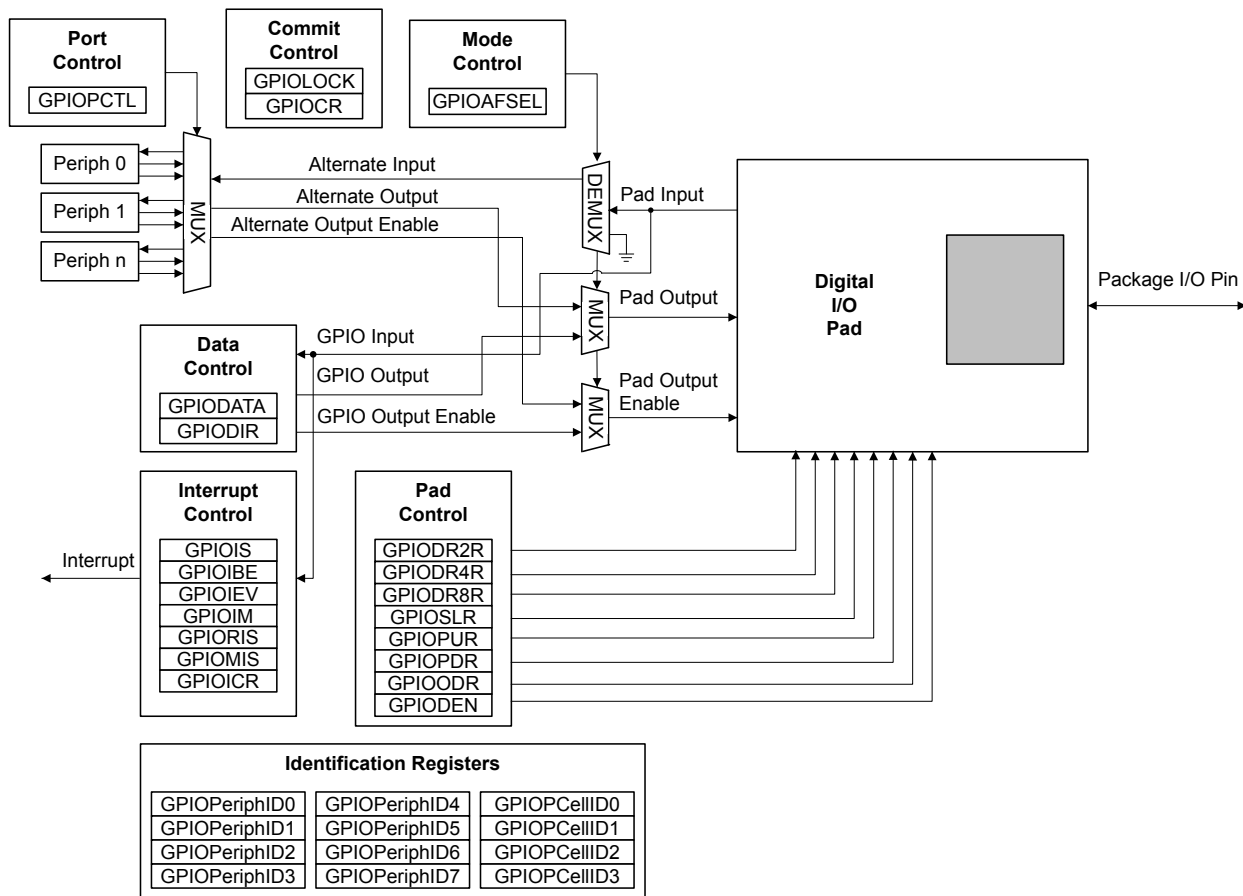 Port
Control
GPIOPCTL
Commit
Control
GPIOLOCK
GPIOCR
Mode
Control
GPIOAFSEL
Periph 0
Periph 1
Periph n
MUX
Alternate Input
Alternate Output
Alternate Output Enable
DEMUX
Pad Input
MUX
Pad Output
MUX
Pad Output
Enable
Digital
I/O
Pad
Package I/O Pin
Data
Control
GPIODATA
GPIODIR
GPIO Input
GPIO Output
GPIO Output Enable
Interrupt
Control
GPIOIS
GPIOIBE
GPIOIEV
GPIOIM
GPIORIS
GPIOMIS
GPIOICR
Interrupt
Pad
Control
GPIODR2R
GPIODR4R
GPIODR8R
GPIOSLR
GPIOPUR
GPIOPDR
GPIOODR
GPIODEN
Identification Registers
GPIOPeriphID0
GPIOPeriphID1
GPIOPeriphID2
GPIOPeriphID3
GPIOPeriphID4
GPIOPeriphID5
GPIOPeriphID6
GPIOPeriphID7
GPIOPCellID0
GPIOPCellID1
GPIOPCellID2
GPIOPCellID3